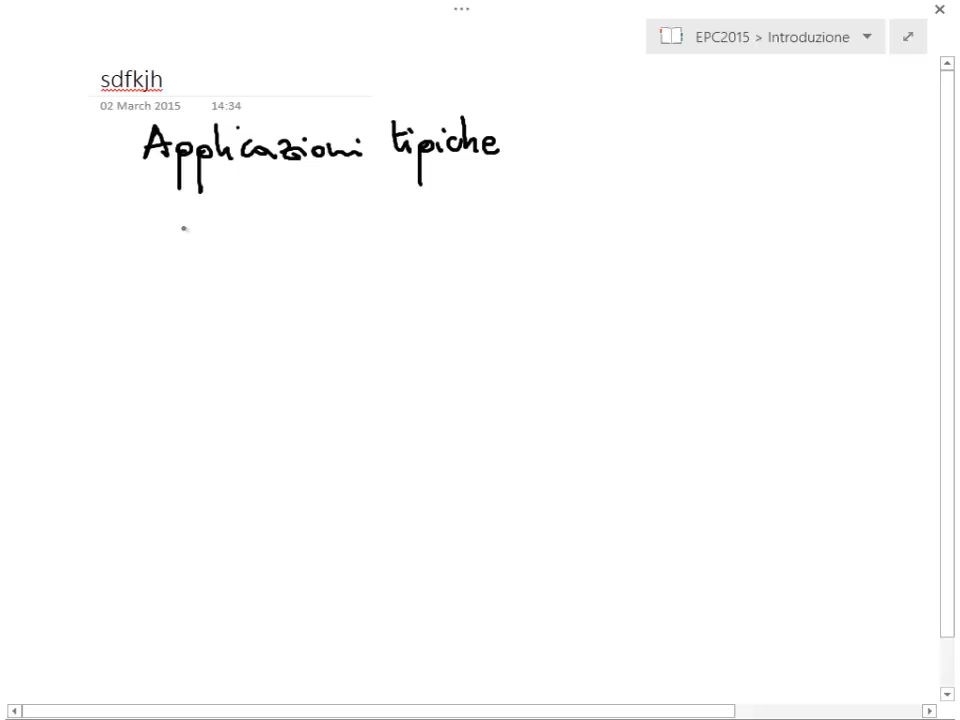 EPC2015 > Introduzione
sdfkjh
02 March 2015 14:34
Applicazioni tipiche